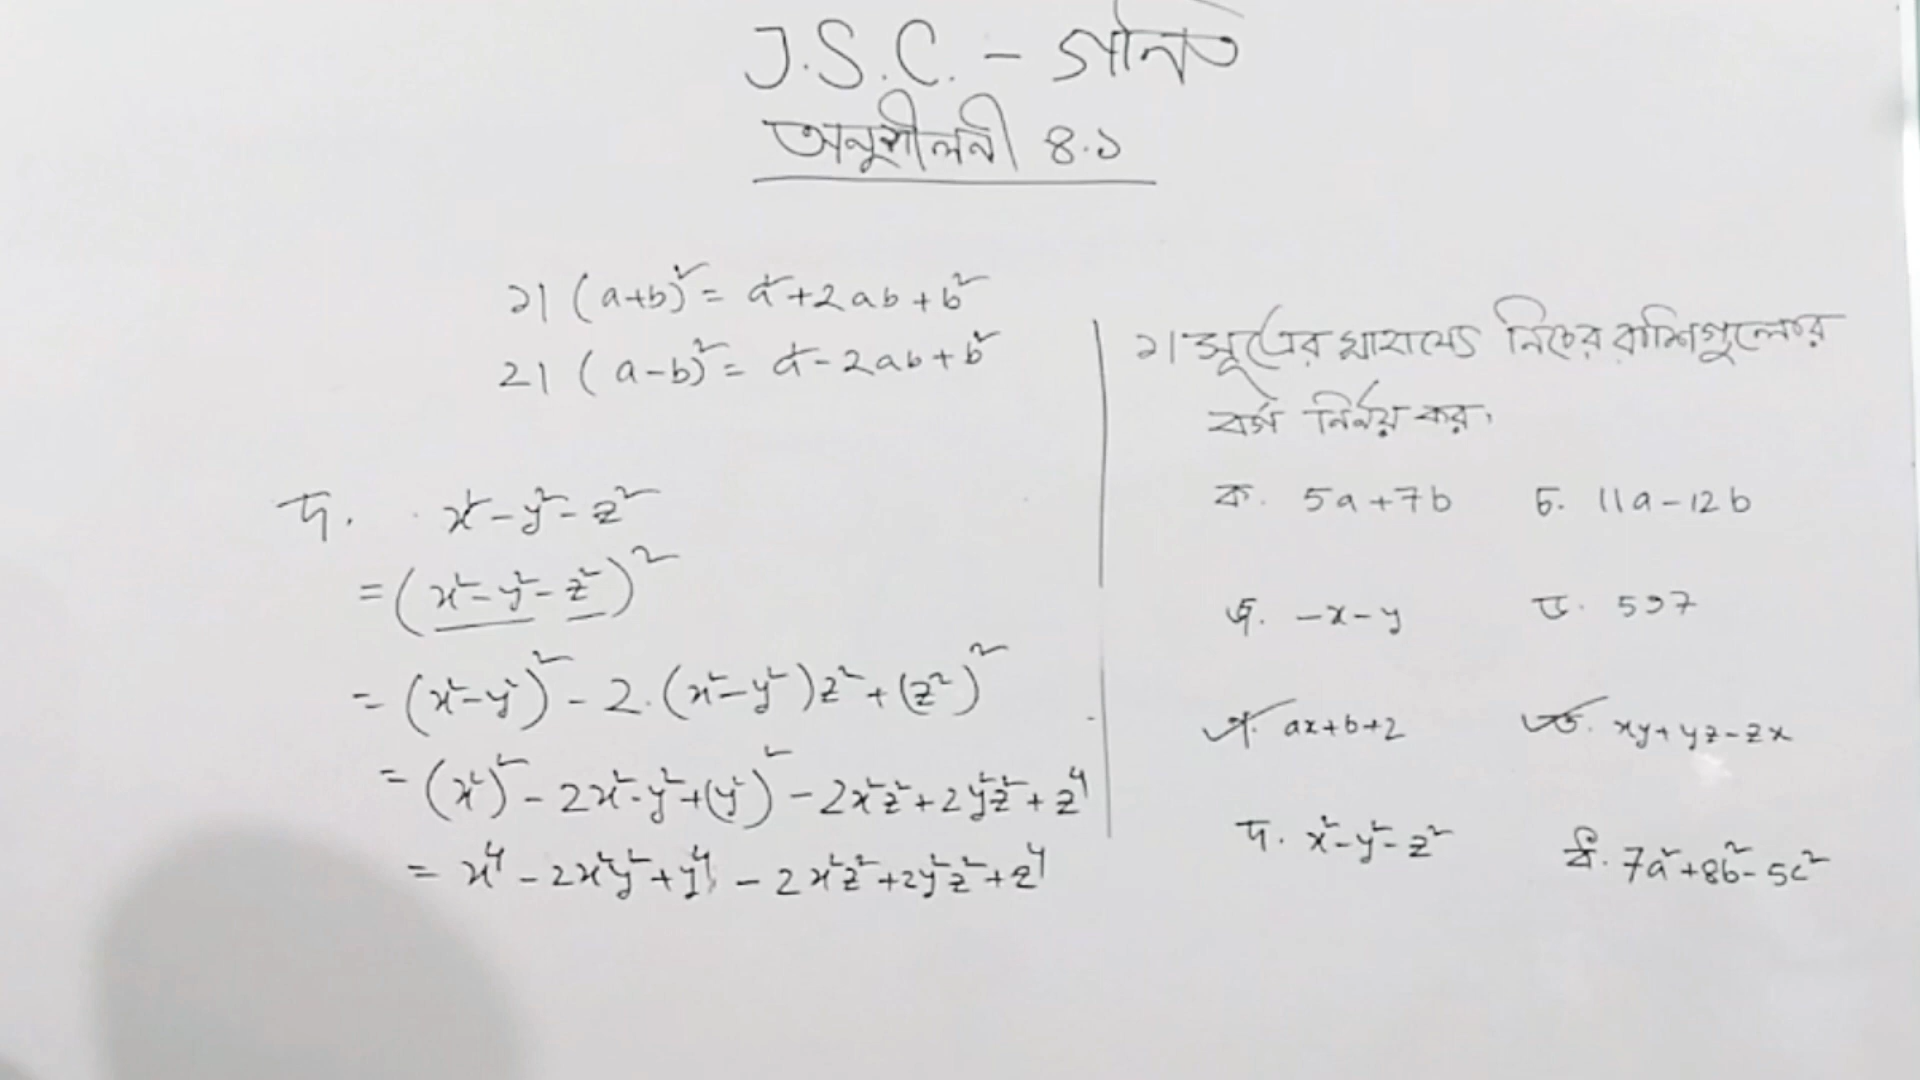 J.S.C. - গনিত
অনুশীলনী ৪.১
১। (a+b)² = a²+2ab+b²
২। (a-b)² = a²-2ab+b²
দ. x²-y²-z²
= (x²-y²-z²)²
= (x²-y²)² - 2.(x²-y²)z² + (z²)²
= (x²)² - 2x².y²+(y²)² - 2x²z²+2y²z²+z⁴
= x⁴ - 2x²y²+y⁴ - 2x²z²+2y²z²+z⁴
১। সূত্রের সাহায্যে নিচের রাশিগুলোর
বর্গ নির্নয় কর।
ক. 5a+7b চ. 11a-12b
জ. -x-y ড. 597
ণ. ax+b+2 ত. xy+yz-zx
দ. x²-y²-z² 7a²+8b²-5c²